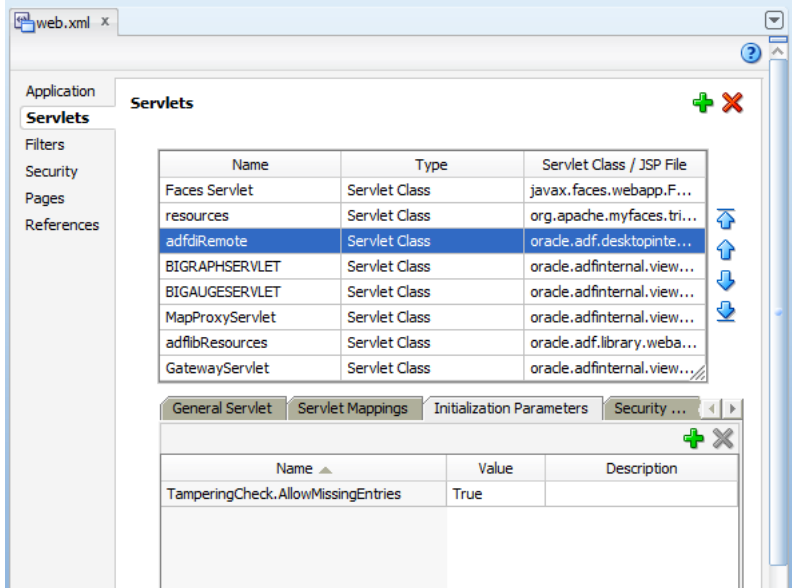 web.xml x
Application
Servlets
Filters
Security
Pages
References
Servlets
Name Type Servlet Class / JSP File
Faces Servlet Servlet Class javax.faces.webapp.F...
resources Servlet Class org.apache.myfaces.tri...
adfdiRemote Servlet Class oracle.adf.desktopinte...
BIGRAPHSERVLET Servlet Class oracle.adfinternal.view...
BIGAUGESERVLET Servlet Class oracle.adfinternal.view...
MapProxyServlet Servlet Class oracle.adfinternal.view...
adflibResources Servlet Class oracle.adf.library.weba...
GatewayServlet Servlet Class oracle.adfinternal.view...
General Servlet Servlet Mappings Initialization Parameters Security ...
Name Value Description
TamperingCheck.AllowMissingEntries True